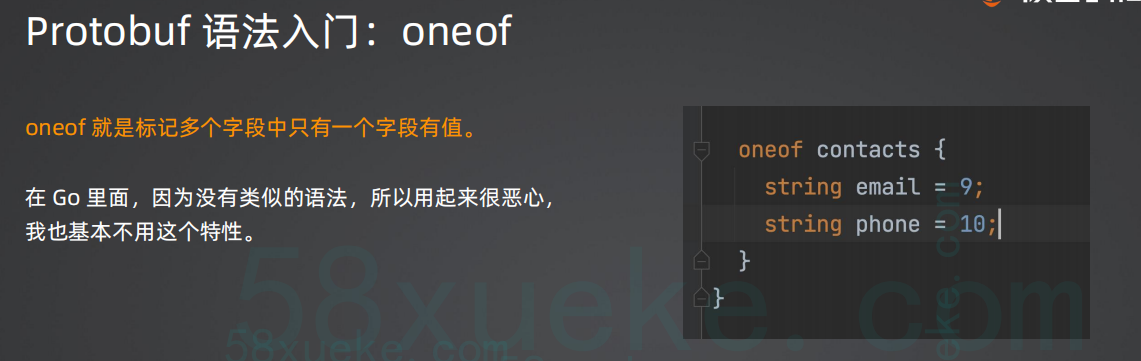 Protobuf 语法入门：oneof
oneof 就是标记多个字段中只有一个字段有值。
在 Go 里面，因为没有类似的语法，所以用起来很恶心，
我也基本不用这个特性。
oneof contacts {
string email = 9;
string phone = 10;
}
}
58xueke.com
58xueke.com